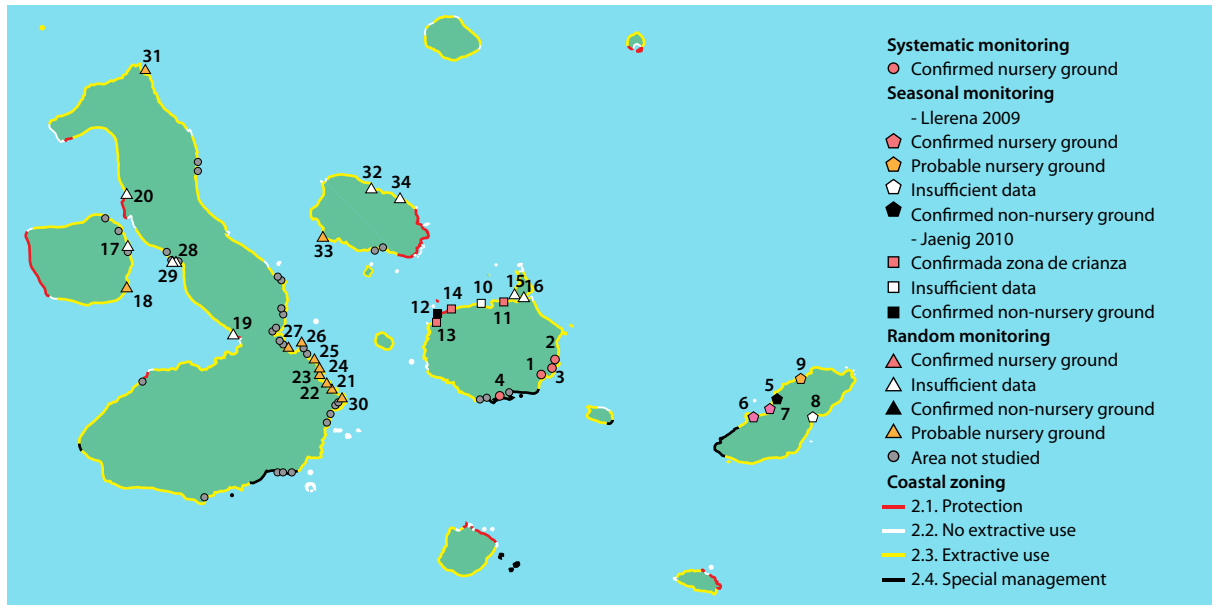 31
20
17
18
28
29
19
27
26
25
24
23
22
21
30
32
34
33
12
14
13
10
11
15
16
2
1
3
4
9
5
6
7
8
Systematic monitoring
Confirmed nursery ground
Seasonal monitoring
- Llerena 2009
Confirmed nursery ground
Probable nursery ground
Insufficient data
Confirmed non-nursery ground
- Jaenig 2010
Confirmada zona de crianza
Insufficient data
Confirmed non-nursery ground
Random monitoring
Confirmed nursery ground
Insufficient data
Confirmed non-nursery ground
Probable nursery ground
Area not studied
Coastal zoning
2.1. Protection
2.2. No extractive use
2.3. Extractive use
2.4. Special management